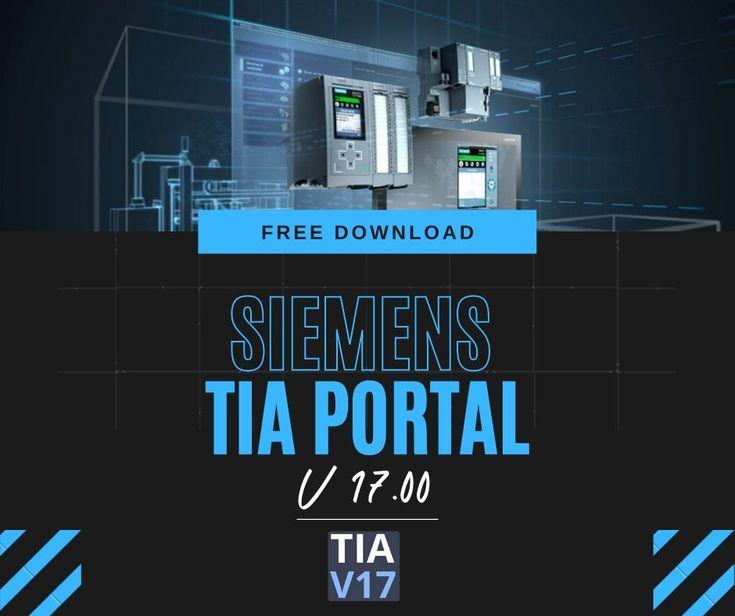 FREE DOWNLOAD
SIEMENS
TIA PORTAL
V 17.00
TIA
V17